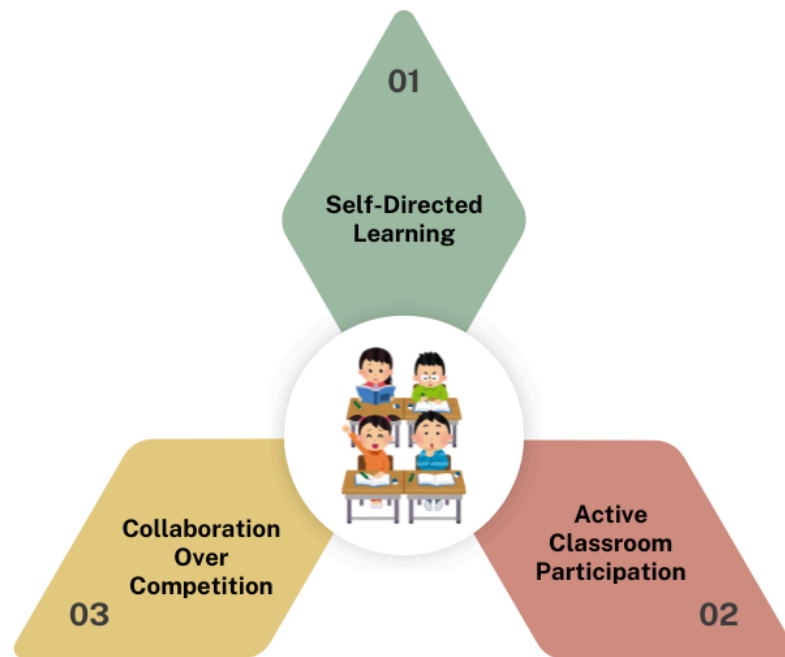 01
Self-Directed
Learning
Active
Classroom
Participation
02
Collaboration
Over
Competition
03